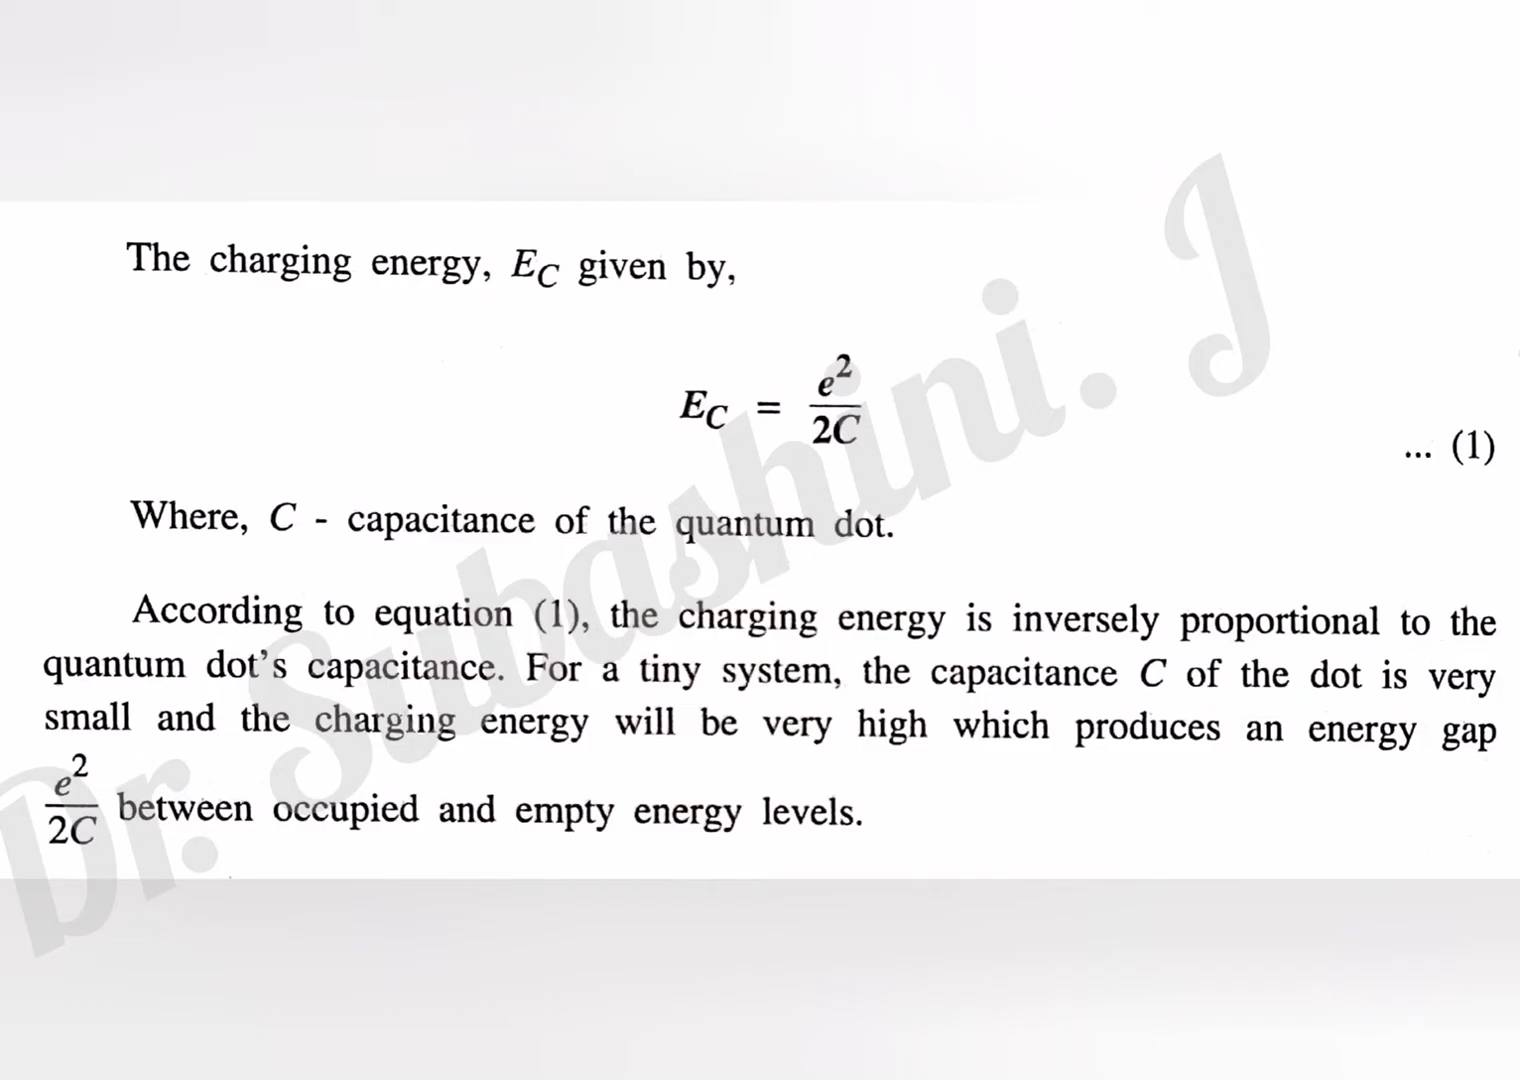 The charging energy, E_C given by,
E_C = e²/2C
... (1)
Where, C - capacitance of the quantum dot.
According to equation (1), the charging energy is inversely proportional to the
quantum dot’s capacitance. For a tiny system, the capacitance C of the dot is very
small and the charging energy will be very high which produces an energy gap
e²/2C between occupied and empty energy levels.
Dr. Subashini. J